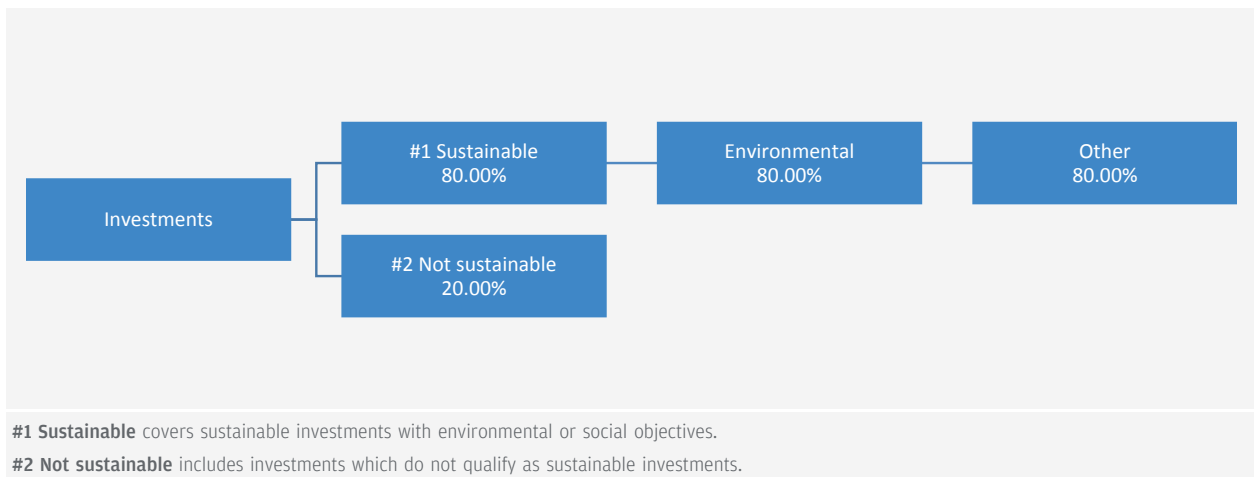 #1 Sustainable
80.00%
Environmental
80.00%
Other
80.00%
Investments
#2 Not sustainable
20.00%
#1 Sustainable covers sustainable investments with environmental or social objectives.
#2 Not sustainable includes investments which do not qualify as sustainable investments.